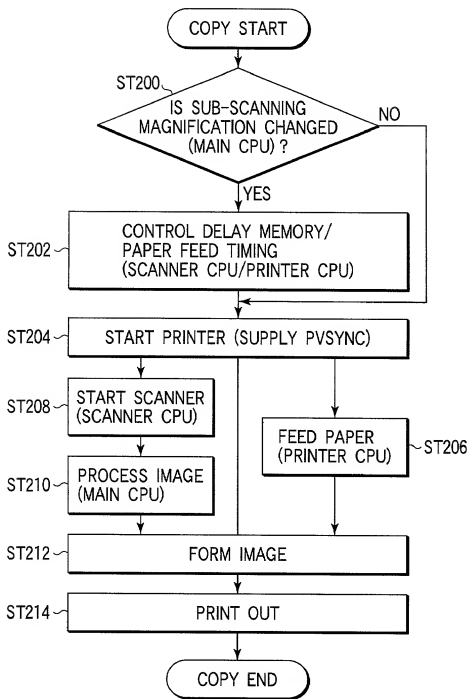 COPY START
ST200
IS SUB-SCANNING
MAGNIFICATION CHANGED
(MAIN CPU) ?
NO
YES
ST202
CONTROL DELAY MEMORY/
PAPER FEED TIMING
(SCANNER CPU/PRINTER CPU)
ST204
START PRINTER (SUPPLY PVSYNC)
ST208
START SCANNER
(SCANNER CPU)
FEED PAPER
(PRINTER CPU)
ST206
ST210
PROCESS IMAGE
(MAIN CPU)
ST212
FORM IMAGE
ST214
PRINT OUT
COPY END